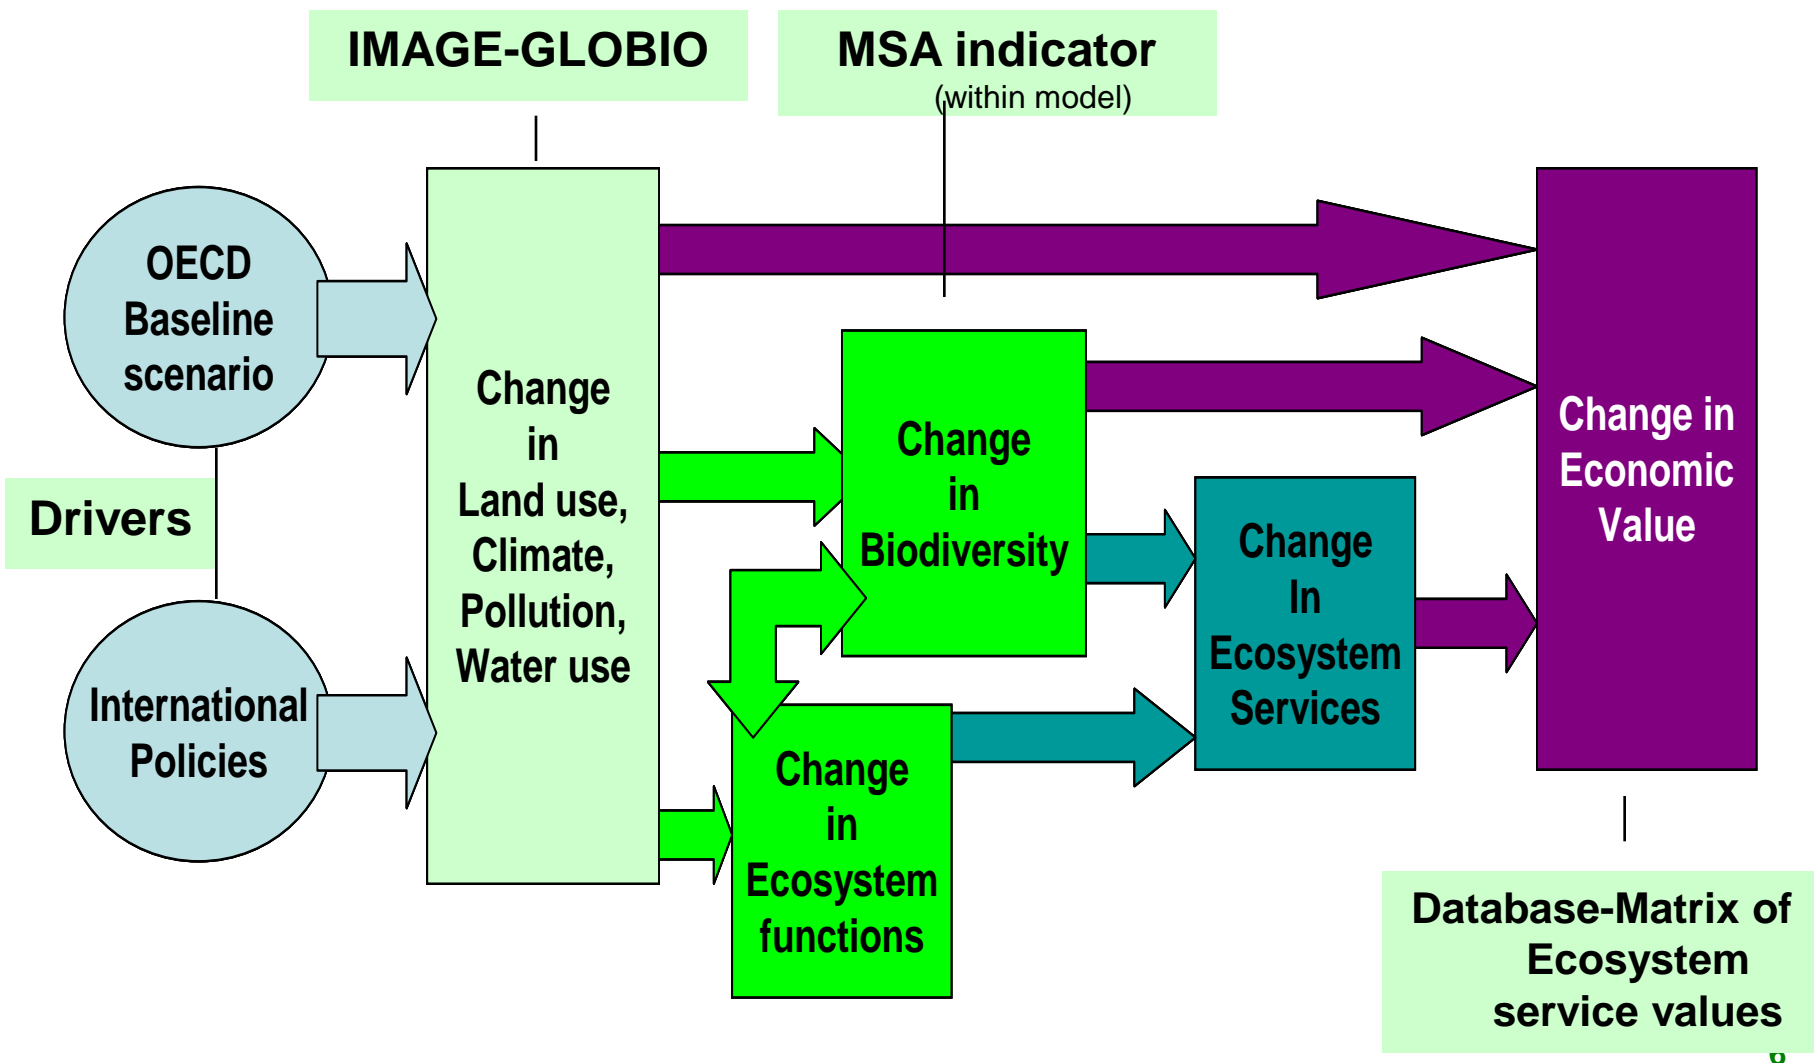 IMAGE-GLOBIO
MSA indicator
(within model)
OECD
Baseline
scenario
Drivers
International
Policies
Change
in
Land use,
Climate,
Pollution,
Water use
Change
in
Biodiversity
Change
in
Ecosystem
functions
Change
In
Ecosystem
Services
Change in
Economic
Value
Database-Matrix of
Ecosystem
service values
6